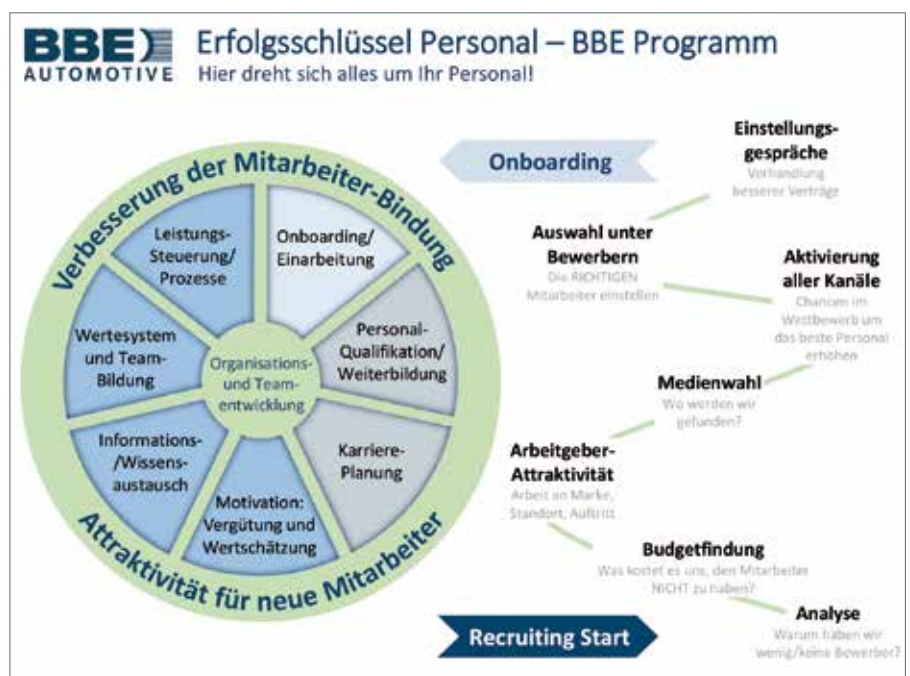 BBE
AUTOMOTIVE
Erfolgsschlüssel Personal – BBE Programm
Hier dreht sich alles um Ihr Personal!
Verbesserung der Mitarbeiter-Bindung
Leistungs-
Steuerung/
Prozesse
Onboarding/
Einarbeitung
Wertesystem
und Team-
Bildung
Personal-
Qualifikation/
Weiterbildung
Organisations-
und Team-
entwicklung
Informations-
/Wissens-
austausch
Karriere-
Planung
Motivation:
Vergütung und
Wertschätzung
Attraktivität für neue Mitarbeiter
Onboarding
Einstellungs-
gespräche
Verhandlung
besserer Verträge
Auswahl unter
Bewerbern
Die RICHTIGEN
Mitarbeiter einstellen
Aktivierung
aller Kanäle
Chancen im
Wettbewerb um
das beste Personal
erhöhen
Medienwahl
Wo werden wir
gefunden?
Arbeitgeber-
Attraktivität
Arbeit an Marke,
Standort, Auftritt
Budgetfindung
Was kostet es uns, den Mitarbeiter
NICHT zu haben?
Analyse
Warum haben wir
wenig/keine Bewerber?
Recruiting Start